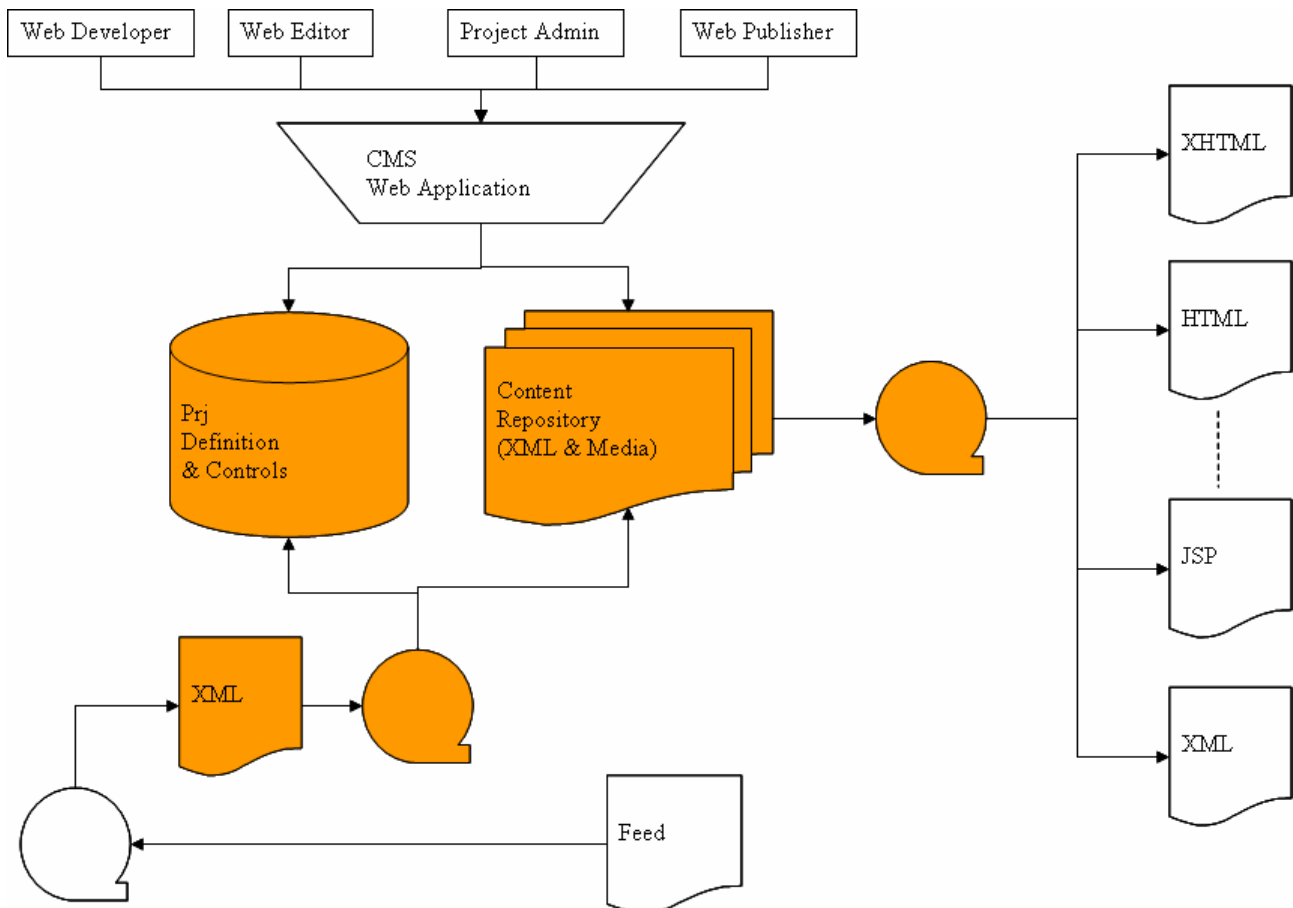 Web Developer
Web Editor
Project Admin
Web Publisher
CMS
Web Application
XHTML
HTML
Prj
Definition
& Controls
Content
Repository
(XML & Media)
JSP
XML
XML
Feed